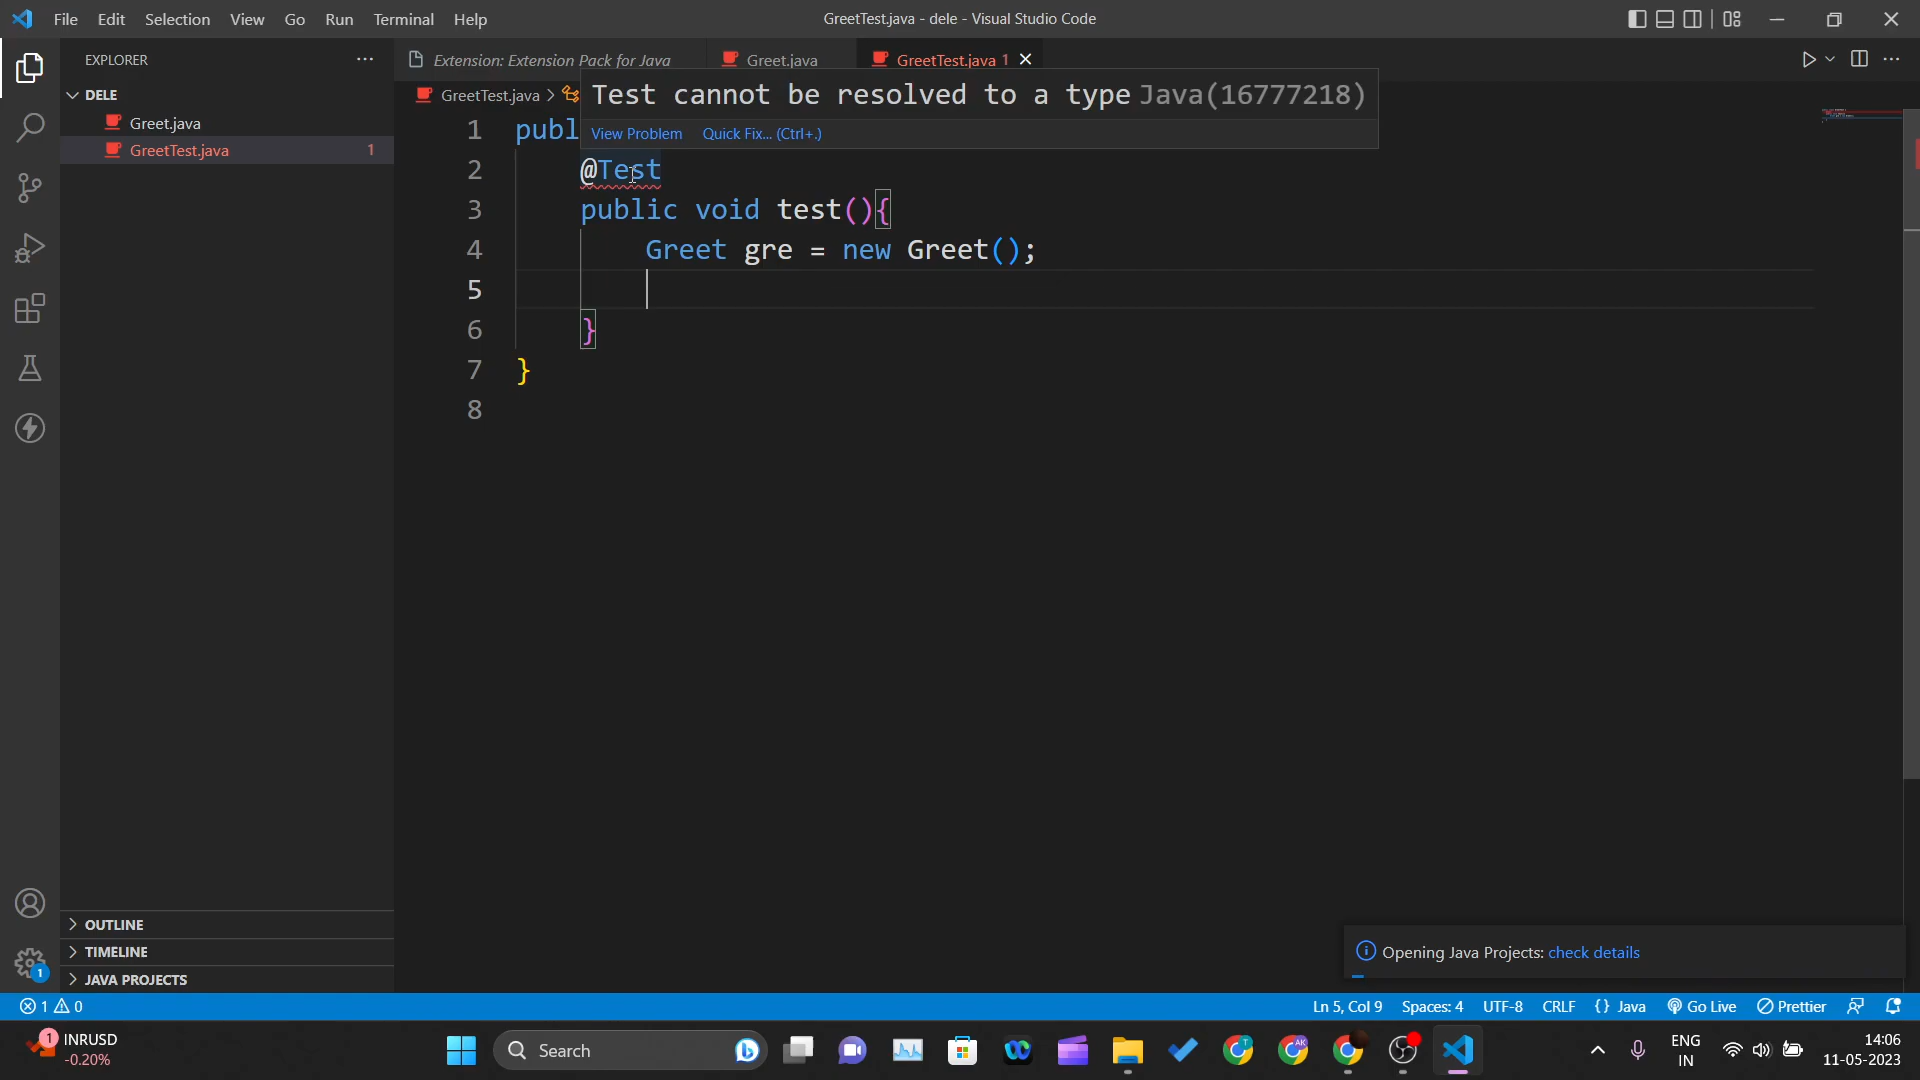 File Edit Selection View Go Run Terminal Help
GreetTest.java - dele - Visual Studio Code
EXPLORER
Extension: Extension Pack for Java
Greet.java
GreetTest.java 1
DELE
Greet.java
GreetTest.java 1
GreetTest.java >
Test cannot be resolved to a type Java(16777218)
View Problem Quick Fix... (Ctrl+.)
1 publ
2 @Test
3 public void test(){
4 Greet gre = new Greet();
5
6 }
7 }
8
OUTLINE
TIMELINE
JAVA PROJECTS
1
Opening Java Projects: check details
1 0
Ln 5, Col 9 Spaces: 4 UTF-8 CRLF {} Java Go Live Prettier
1
INRUSD
-0.20%
Search
T
AK
ENG
IN
14:06
11-05-2023